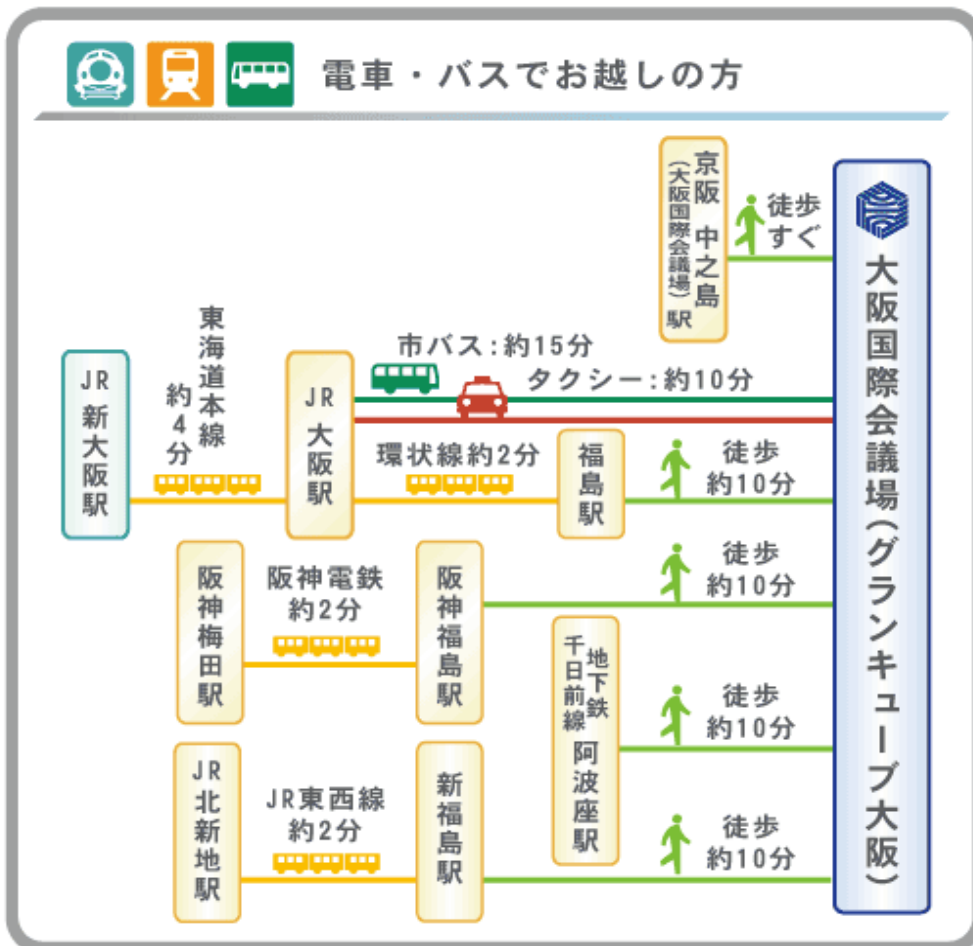 電車・バスでお越しの方
京阪 中之島
(大阪国際会議場)駅
徒歩
すぐ
大阪国際会議場(グランキューブ大阪)
JR 新大阪駅
東海道本線
約4分
JR 大阪駅
市バス:約15分
タクシー:約10分
環状線約2分
福島駅
徒歩
約10分
阪神梅田駅
阪神電鉄
約2分
阪神福島駅
徒歩
約10分
地下鉄
千日前線
阿波座駅
徒歩
約10分
JR北新地駅
JR東西線
約2分
新福島駅
徒歩
約10分